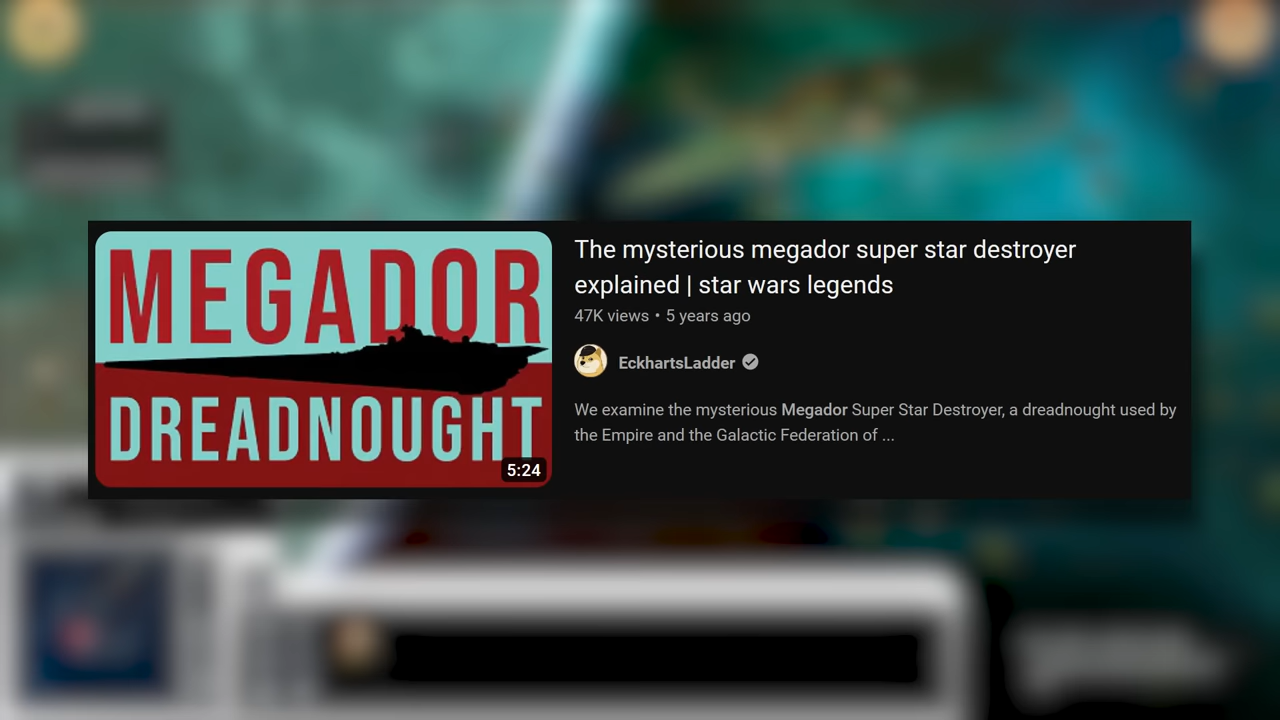 MEGADOR
DREADNOUGHT
5:24
The mysterious megador super star destroyer
explained | star wars legends
47K views • 5 years ago
EckhartsLadder
We examine the mysterious Megador Super Star Destroyer, a dreadnought used by
the Empire and the Galactic Federation of ...